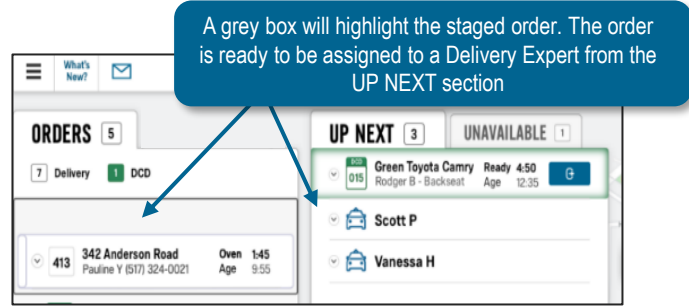 A grey box will highlight the staged order. The order
is ready to be assigned to a Delivery Expert from the
UP NEXT section
What's
New?
ORDERS 5
7 Delivery 1 DCD
413 342 Anderson Road Oven 1:45
Pauline Y (517) 324-0021 Age 9:55
UP NEXT 3 UNAVAILABLE 1
DCD
015 Green Toyota Camry Ready 4:50
Rodger B - Backseat Age 12:35
Scott P
Vanessa H